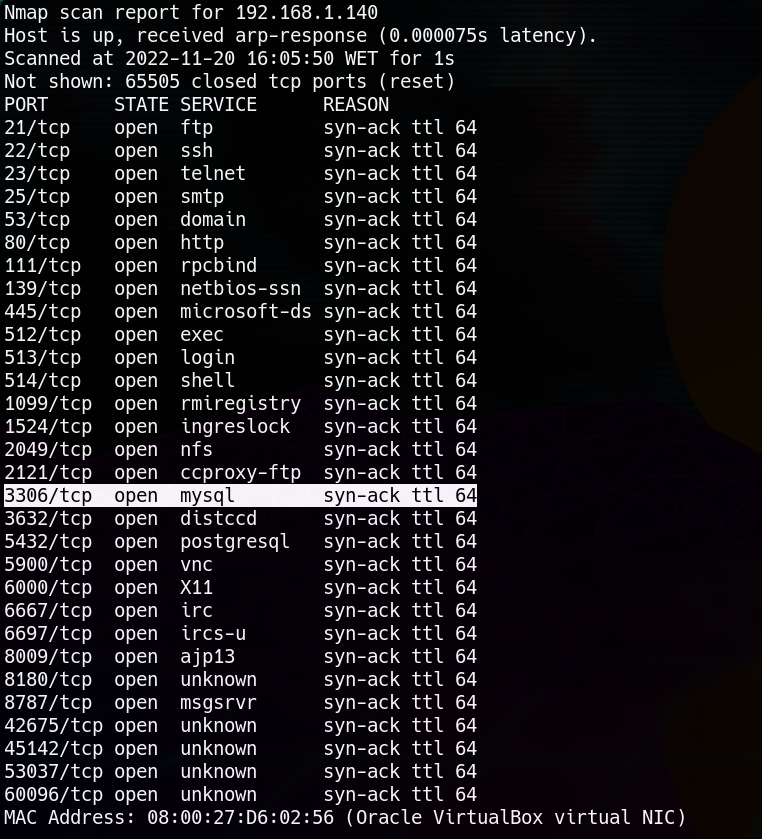 Nmap scan report for 192.168.1.140
Host is up, received arp-response (0.000075s latency).
Scanned at 2022-11-20 16:05:50 WET for 1s
Not shown: 65505 closed tcp ports (reset)
PORT      STATE SERVICE      REASON
21/tcp    open  ftp          syn-ack ttl 64
22/tcp    open  ssh          syn-ack ttl 64
23/tcp    open  telnet       syn-ack ttl 64
25/tcp    open  smtp         syn-ack ttl 64
53/tcp    open  domain       syn-ack ttl 64
80/tcp    open  http         syn-ack ttl 64
111/tcp   open  rpcbind      syn-ack ttl 64
139/tcp   open  netbios-ssn  syn-ack ttl 64
445/tcp   open  microsoft-ds syn-ack ttl 64
512/tcp   open  exec         syn-ack ttl 64
513/tcp   open  login        syn-ack ttl 64
514/tcp   open  shell        syn-ack ttl 64
1099/tcp  open  rmiregistry  syn-ack ttl 64
1524/tcp  open  ingreslock   syn-ack ttl 64
2049/tcp  open  nfs          syn-ack ttl 64
2121/tcp  open  ccproxy-ftp  syn-ack ttl 64
3306/tcp  open  mysql        syn-ack ttl 64
3632/tcp  open  distccd      syn-ack ttl 64
5432/tcp  open  postgresql   syn-ack ttl 64
5900/tcp  open  vnc          syn-ack ttl 64
6000/tcp  open  X11          syn-ack ttl 64
6667/tcp  open  irc          syn-ack ttl 64
6697/tcp  open  ircs-u       syn-ack ttl 64
8009/tcp  open  ajp13        syn-ack ttl 64
8180/tcp  open  unknown      syn-ack ttl 64
8787/tcp  open  msgsrvr      syn-ack ttl 64
42675/tcp open  unknown      syn-ack ttl 64
45142/tcp open  unknown      syn-ack ttl 64
53037/tcp open  unknown      syn-ack ttl 64
60096/tcp open  unknown      syn-ack ttl 64
MAC Address: 08:00:27:D6:02:56 (Oracle VirtualBox virtual NIC)